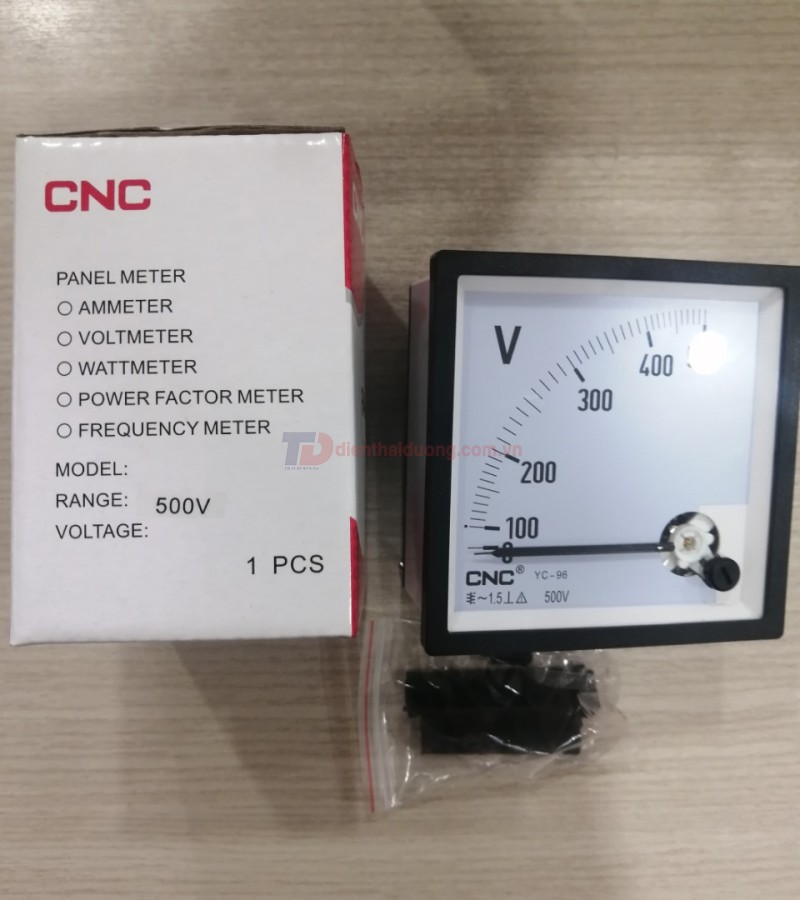 CNC
PANEL METER
○ AMMETER
○ VOLTMETER
○ WATTMETER
○ POWER FACTOR METER
○ FREQUENCY METER
MODEL:
RANGE: 500V
VOLTAGE:
1 PCS
TD dienthaiduong.com.vn
V
400
300
200
100
0
CNC® YC-96
~1.5⊥⚠ 500V